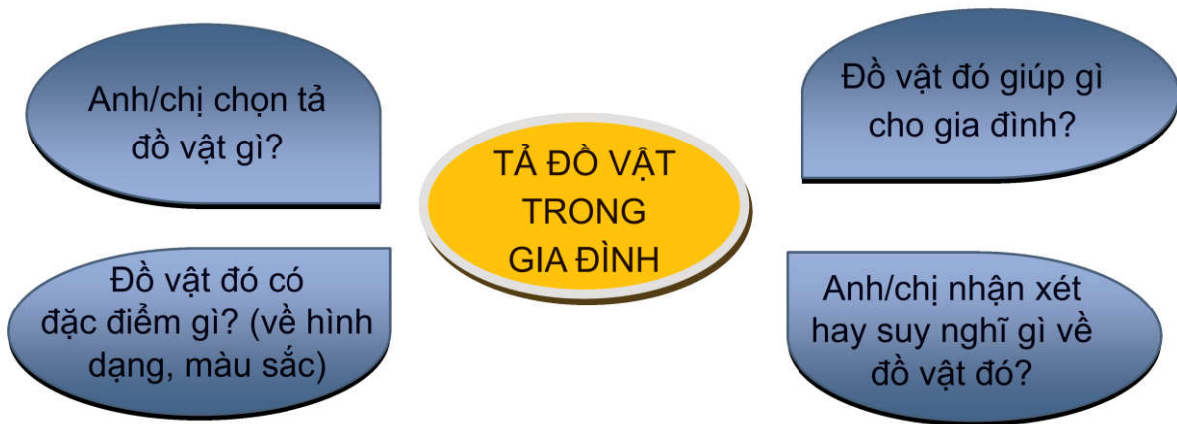 Anh/chị chọn tả
đồ vật gì?
Đồ vật đó giúp gì
cho gia đình?
TẢ ĐỒ VẬT
TRONG
GIA ĐÌNH
Đồ vật đó có
đặc điểm gì? (về hình
dạng, màu sắc)
Anh/chị nhận xét
hay suy nghĩ gì về
đồ vật đó?